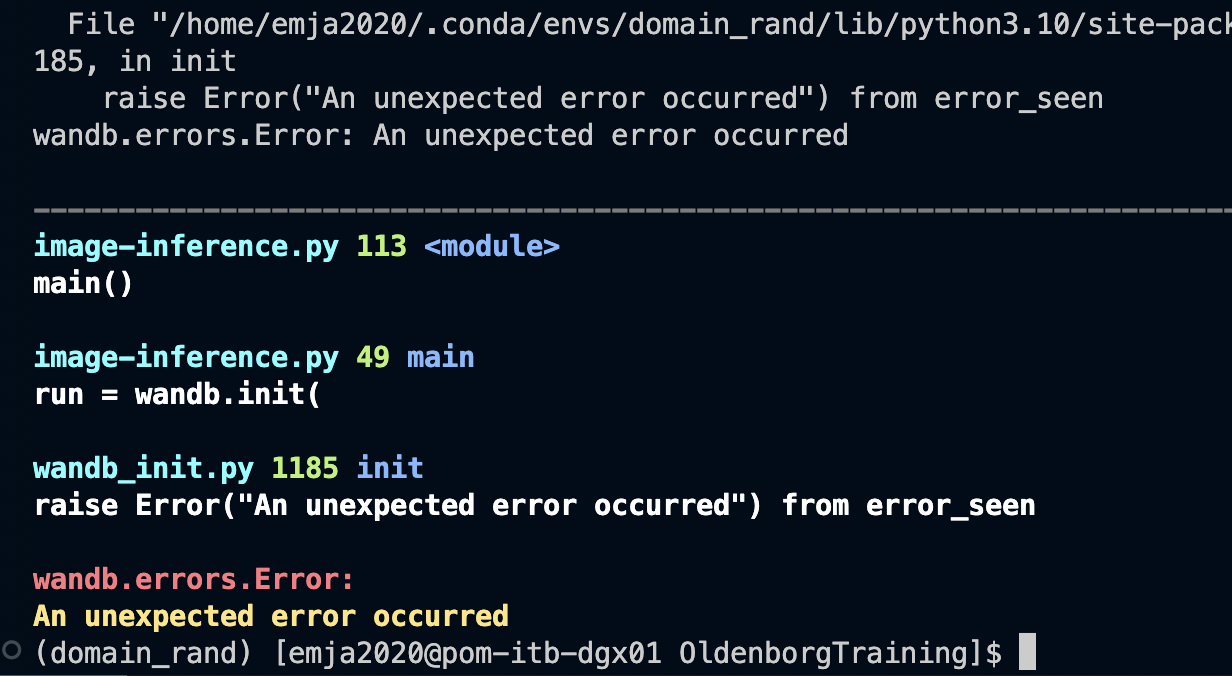 File "/home/emja2020/.conda/envs/domain_rand/lib/python3.10/site-pack
185, in init
raise Error("An unexpected error occurred") from error_seen
wandb.errors.Error: An unexpected error occurred
--------------------------------------------------------------------------------
image-inference.py 113 <module>
main()
image-inference.py 49 main
run = wandb.init(
wandb_init.py 1185 init
raise Error("An unexpected error occurred") from error_seen
wandb.errors.Error:
An unexpected error occurred
(domain_rand) [emja2020@pom-itb-dgx01 OldenborgTraining]$